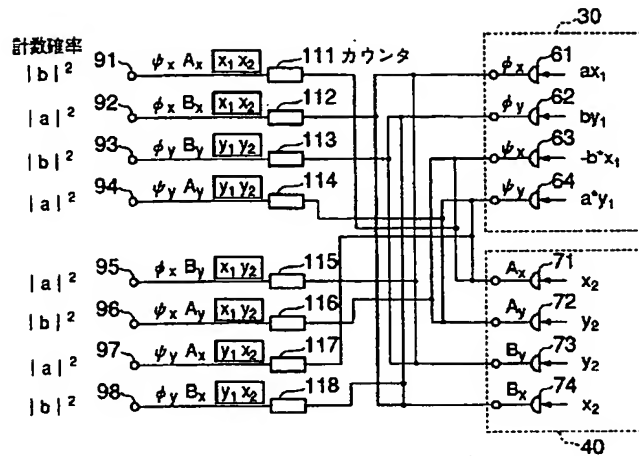 計数確率
|b|² 91 ψx Ax x₁ x₂ 111 カウンタ
|a|² 92 ϕx Bx x₁ x₂ 112
|b|² 93 ϕy By y₁ y₂ 113
|a|² 94 ψy Ay y₁ y₂ 114
|a|² 95 ϕx By x₁ y₂ 115
|b|² 96 ψx Ay x₁ y₂ 116
|a|² 97 ψy Ax y₁ x₂ 117
|b|² 98 ϕy Bx y₁ x₂ 118
30
ϕx 61 ax₁
ϕy 62 by₁
ψx 63 -b*x₁
ψy 64 a*y₁
Ax 71 x₂
Ay 72 y₂
By 73 y₂
Bx 74 x₂
40